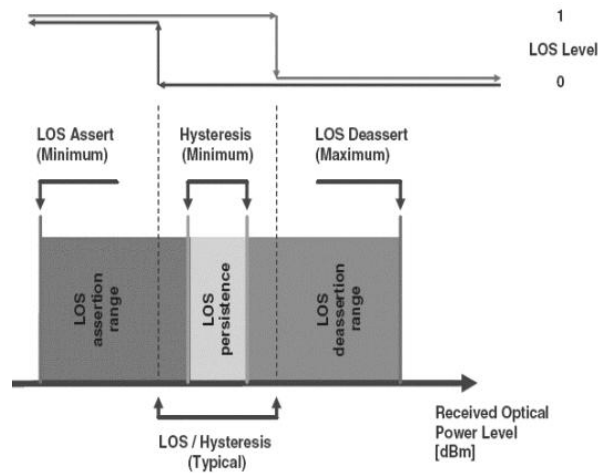 1
LOS Level
0
LOS Assert
(Minimum)
Hysteresis
(Minimum)
LOS Deassert
(Maximum)
LOS
assertion
range
LOS
persistence
LOS
deassertion
range
LOS / Hysteresis
(Typical)
Received Optical
Power Level
[dBm]